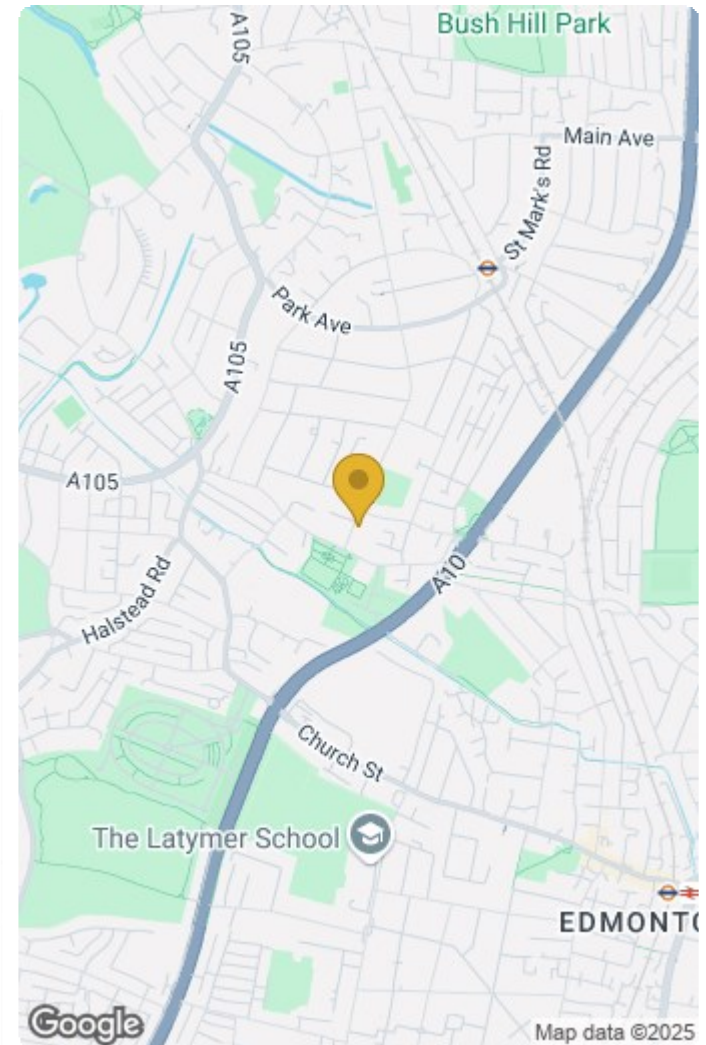 Bush Hill Park
A105
Main Ave
St Mark's Rd
Park Ave
A105
A105
A10
Halstead Rd
Church St
The Latymer School
EDMONTO
Google
Map data ©2025